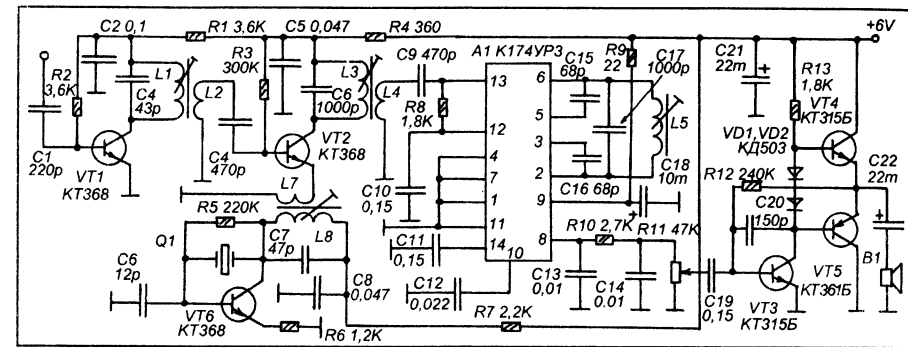 C2 0,1
R1 3,6K
C5 0,047
R4 360
+6V
R2
3,6K
L1
L2
C4
43p
R3
300K
L3
L4
C6
1000p
C9 470p
A1 K174УР3
C15
68p
R9
22
C17
1000p
C21
22m
+
R13
1,8K
VT4
КТ315Б
13
6
R8
1,8K
12
5
L5
VD1, VD2
КД503
C1
220p
VT1
КТ368
C4
470p
VT2
КТ368
4
3
7
2
C18
10m
R12 240K
C22
22m
+
L7
C10
0,15
1
C16 68p
9
+
C20
150p
R5 220K
11
R10 2,7K
R11 47K
Q1
C7
47p
L8
C11
0,15
14
10
8
B1
C6
12p
C8
0,047
C12
0,022
C13
0,01
C14
0.01
C19
0,15
VT3
КТ315Б
VT5
КТ361Б
VT6
КТ368
R6 1,2K
R7 2,2K